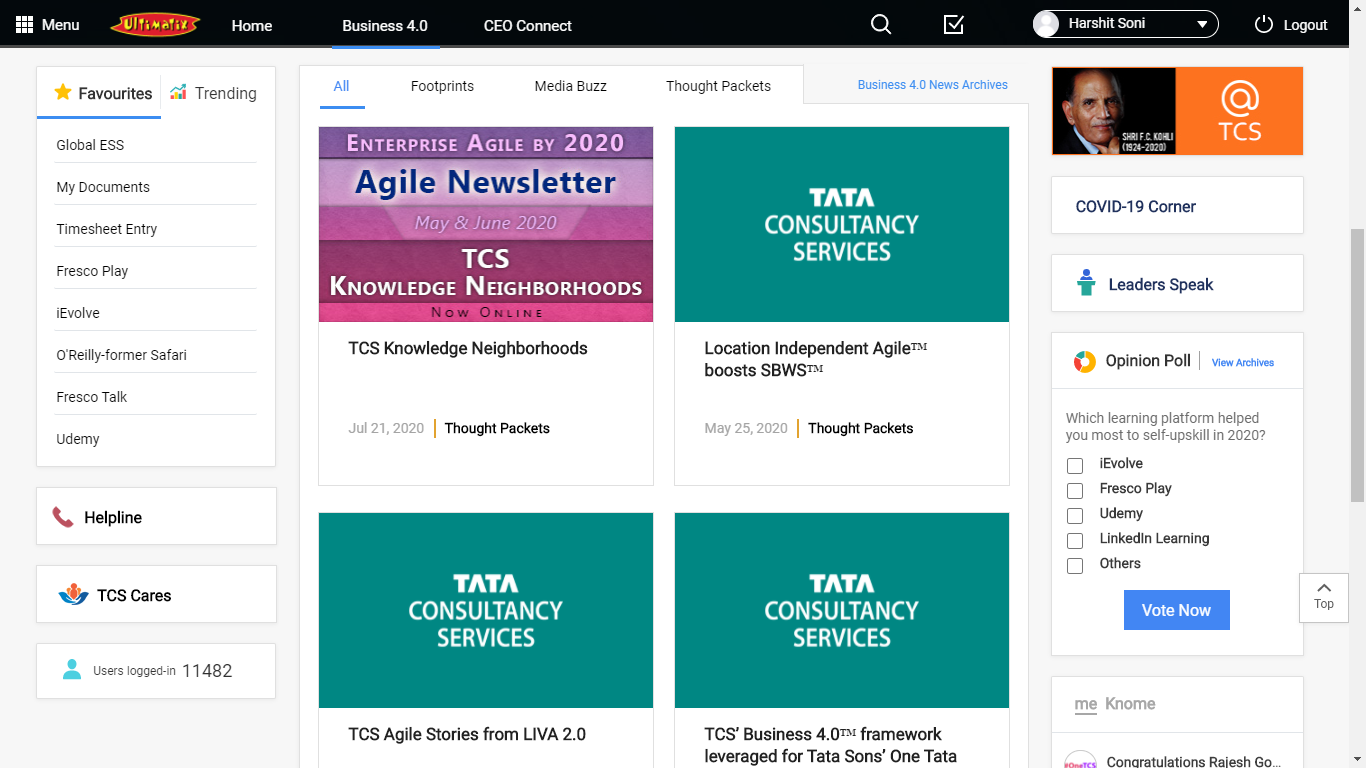 Menu
Ultimatix
Home
Business 4.0
CEO Connect
Harshit Soni
Logout
Favourites
Trending
Global ESS
My Documents
Timesheet Entry
Fresco Play
iEvolve
O'Reilly-former Safari
Fresco Talk
Udemy
Helpline
TCS Cares
Users logged-in 11482
All
Footprints
Media Buzz
Thought Packets
Business 4.0 News Archives
ENTERPRISE AGILE BY 2020
Agile Newsletter
May & June 2020
TCS
KNOWLEDGE NEIGHBORHOODS
NOW ONLINE
TCS Knowledge Neighborhoods
Jul 21, 2020 Thought Packets
TATA
CONSULTANCY
SERVICES
Location Independent Agile™
boosts SBWS™
May 25, 2020 Thought Packets
TATA
CONSULTANCY
SERVICES
TCS Agile Stories from LIVA 2.0
TATA
CONSULTANCY
SERVICES
TCS’ Business 4.0™ framework
leveraged for Tata Sons’ One Tata
SHRI F.C. KOHLI
(1924-2020)
@
TCS
COVID-19 Corner
Leaders Speak
Opinion Poll
View Archives
Which learning platform helped
you most to self-upskill in 2020?
iEvolve
Fresco Play
Udemy
LinkedIn Learning
Others
Vote Now
Top
me Knome
#OneTCS
Congratulations Rajesh Go...